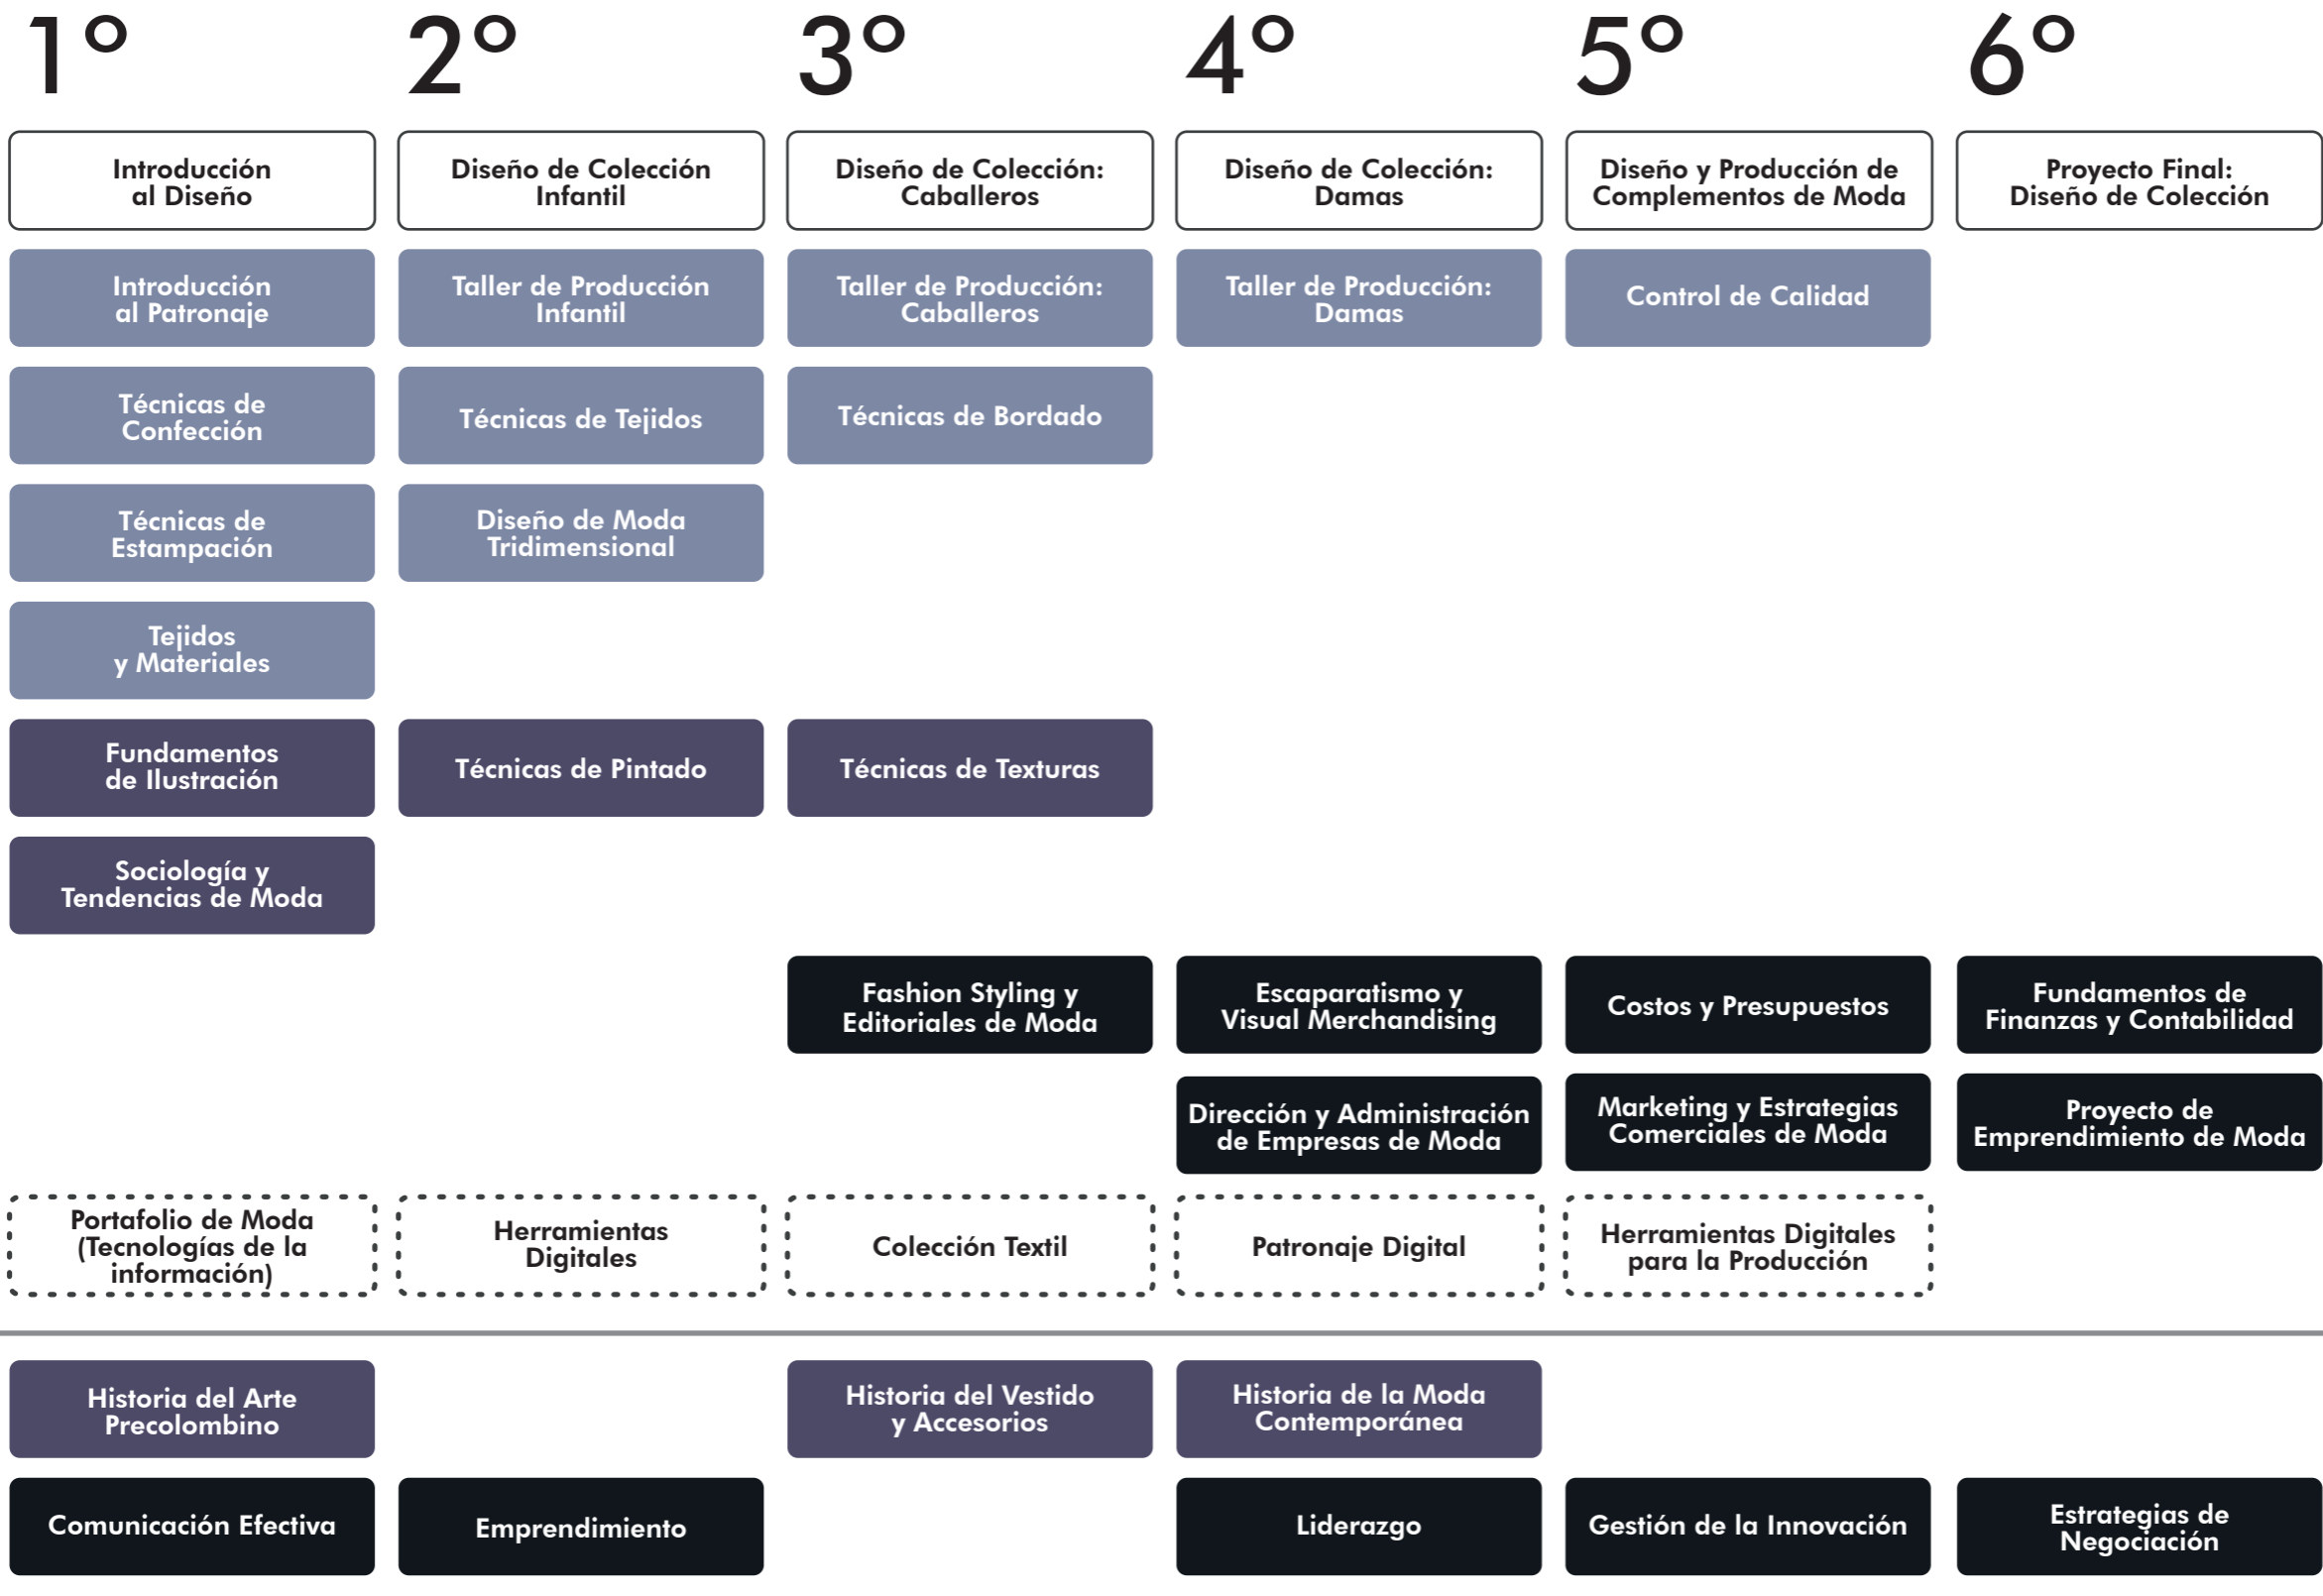 1º
2º
3º
4º
5º
6º
Introducción
al Diseño
Diseño de Colección
Infantil
Diseño de Colección:
Caballeros
Diseño de Colección:
Damas
Diseño y Producción de
Complementos de Moda
Proyecto Final:
Diseño de Colección
Introducción
al Patronaje
Taller de Producción
Infantil
Taller de Producción:
Caballeros
Taller de Producción:
Damas
Control de Calidad
Técnicas de
Confección
Técnicas de Tejidos
Técnicas de Bordado
Técnicas de
Estampación
Diseño de Moda
Tridimensional
Tejidos
y Materiales
Fundamentos
de Ilustración
Técnicas de Pintado
Técnicas de Texturas
Sociología y
Tendencias de Moda
Fashion Styling y
Editoriales de Moda
Escaparatismo y
Visual Merchandising
Costos y Presupuestos
Fundamentos de
Finanzas y Contabilidad
Dirección y Administración
de Empresas de Moda
Marketing y Estrategias
Comerciales de Moda
Proyecto de
Emprendimiento de Moda
Portafolio de Moda
(Tecnologías de la
información)
Herramientas
Digitales
Colección Textil
Patronaje Digital
Herramientas Digitales
para la Producción
Historia del Arte
Precolombino
Historia del Vestido
y Accesorios
Historia de la Moda
Contemporánea
Comunicación Efectiva
Emprendimiento
Liderazgo
Gestión de la Innovación
Estrategias de
Negociación